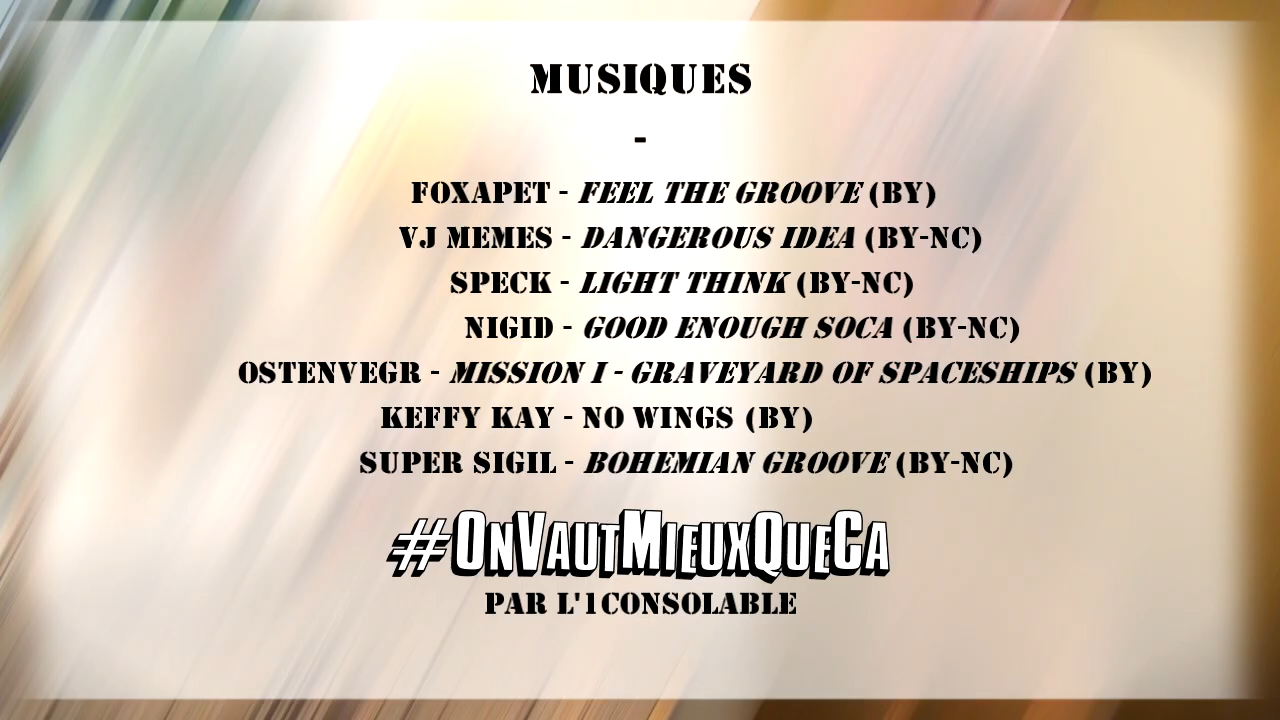 MUSIQUES
-
FOXAPET - FEEL THE GROOVE (BY)
VJ MEMES - DANGEROUS IDEA (BY-NC)
SPECK - LIGHT THINK (BY-NC)
NIGID - GOOD ENOUGH SOCA (BY-NC)
OSTENVEGR - MISSION I - GRAVEYARD OF SPACESHIPS (BY)
KEFFY KAY - NO WINGS (BY)
SUPER SIGIL - BOHEMIAN GROOVE (BY-NC)
#ONVAUTMIEUXQUECA
PAR L'1CONSOLABLE